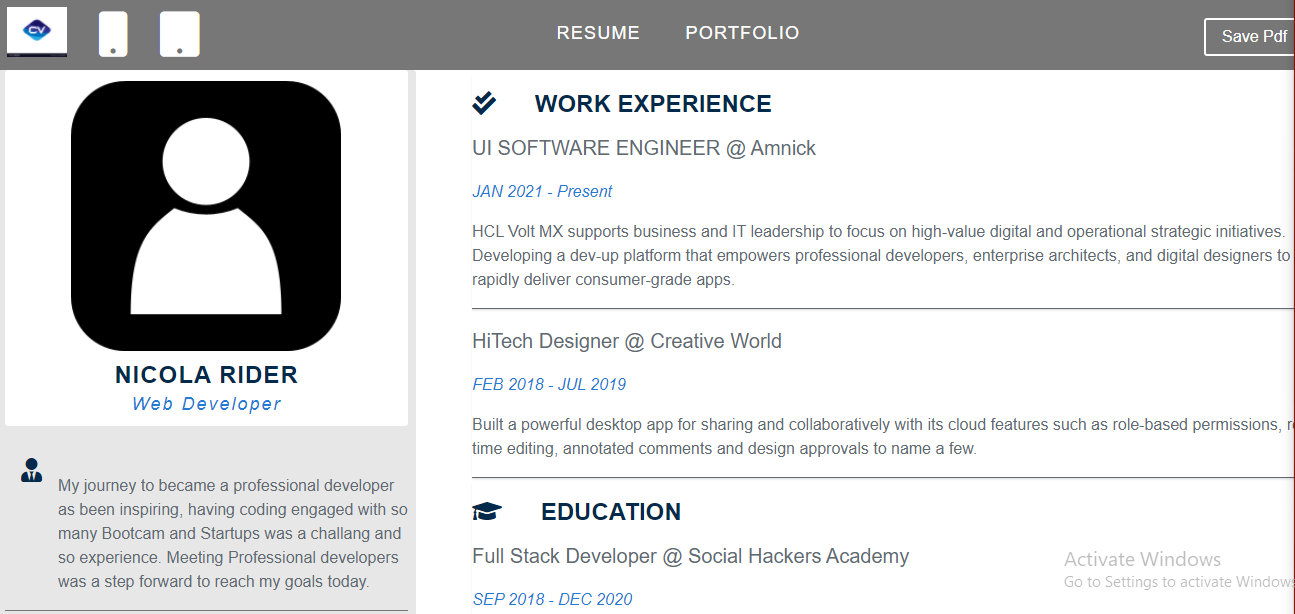 CV
RESUME
PORTFOLIO
Save Pdf
NICOLA RIDER
Web Developer
My journey to became a professional developer
as been inspiring, having coding engaged with so
many Bootcam and Startups was a challang and
so experience. Meeting Professional developers
was a step forward to reach my goals today.
WORK EXPERIENCE
UI SOFTWARE ENGINEER @ Amnick
JAN 2021 - Present
HCL Volt MX supports business and IT leadership to focus on high-value digital and operational strategic initiatives.
Developing a dev-up platform that empowers professional developers, enterprise architects, and digital designers to
rapidly deliver consumer-grade apps.
HiTech Designer @ Creative World
FEB 2018 - JUL 2019
Built a powerful desktop app for sharing and collaboratively with its cloud features such as role-based permissions,
time editing, annotated comments and design approvals to name a few.
EDUCATION
Full Stack Developer @ Social Hackers Academy
SEP 2018 - DEC 2020
Activate Windows
Go to Settings to activate Windows